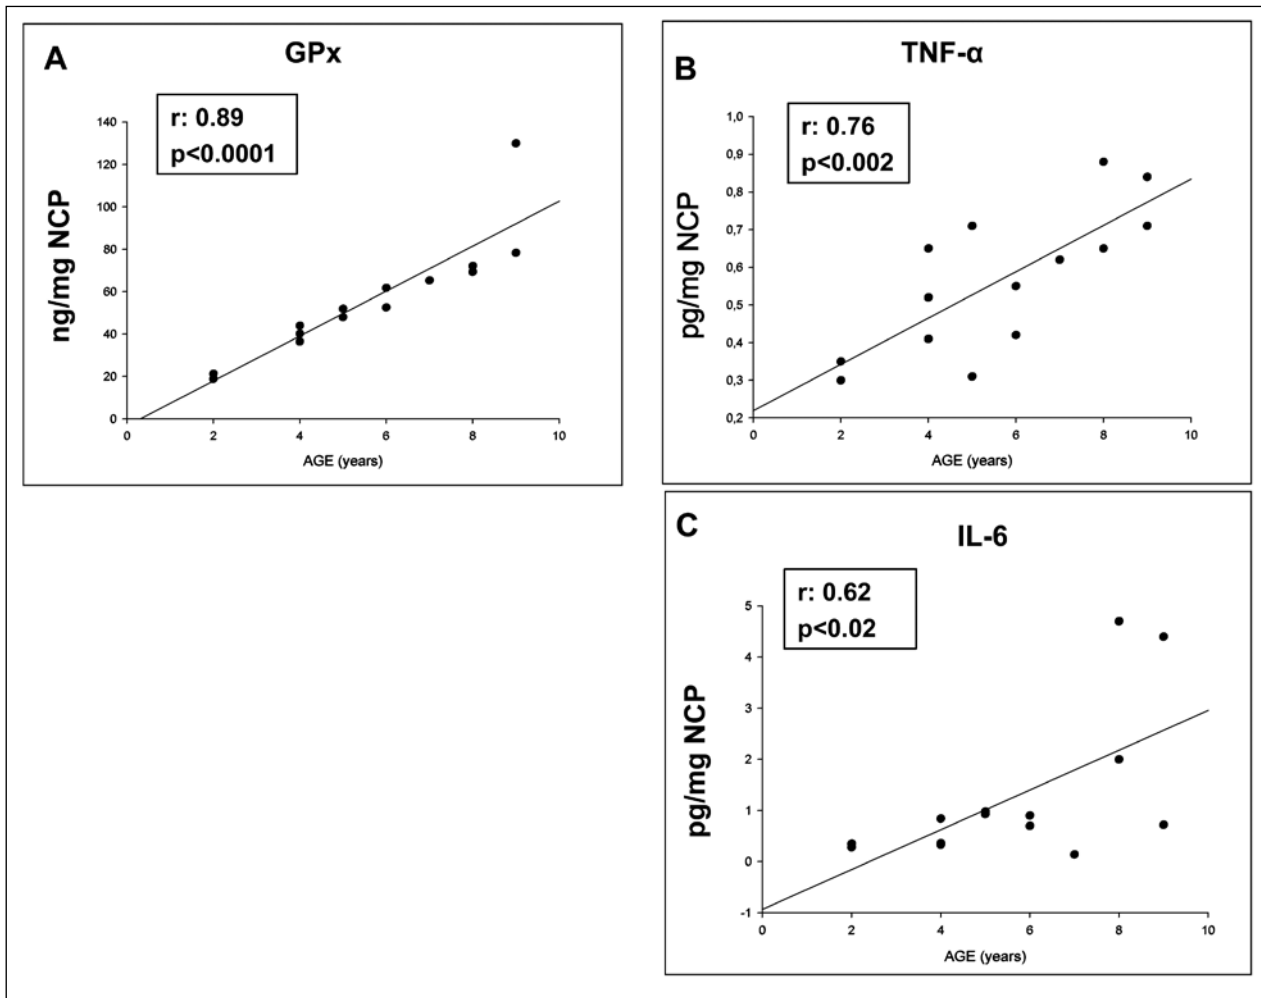 A
GPx
r: 0.89
p<0.0001
ng/mg NCP
140
120
100
80
60
40
20
0
0 2 4 6 8 10
AGE (years)
B
TNF-α
r: 0.76
p<0.002
pg/mg NCP
1,0
0,9
0,8
0,7
0,6
0,5
0,4
0,3
0,2
0 2 4 6 8 10
AGE (years)
C
IL-6
r: 0.62
p<0.02
pg/mg NCP
5
4
3
2
1
0
-1
0 2 4 6 8 10
AGE (years)